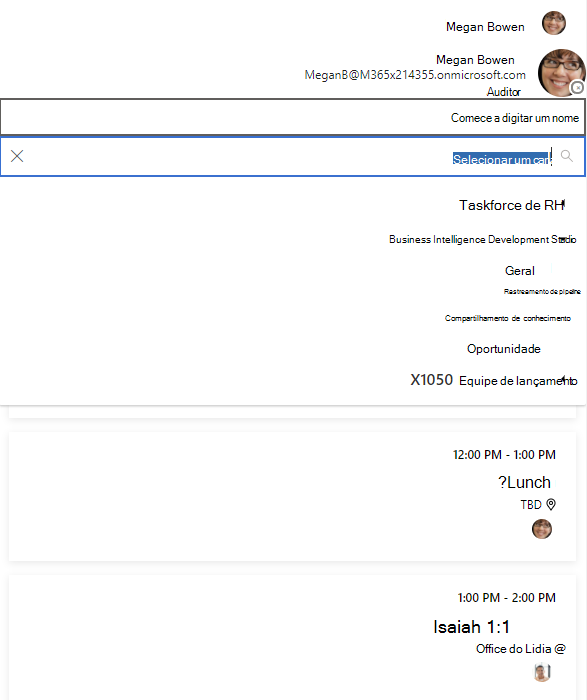 Megan Bowen
Megan Bowen
MeganB@M365x214355.onmicrosoft.com
Auditor
Comece a digitar um nome
Selecionar um can
Taskforce de RH
Business Intelligence Development Studio
Geral
Rastreamento de pipeline
Compartilhamento de conhecimento
Oportunidade
X1050 Equipe de lançamento
12:00 PM - 1:00 PM
?Lunch
TBD
1:00 PM - 2:00 PM
Isaiah 1:1
Office do Lidia @